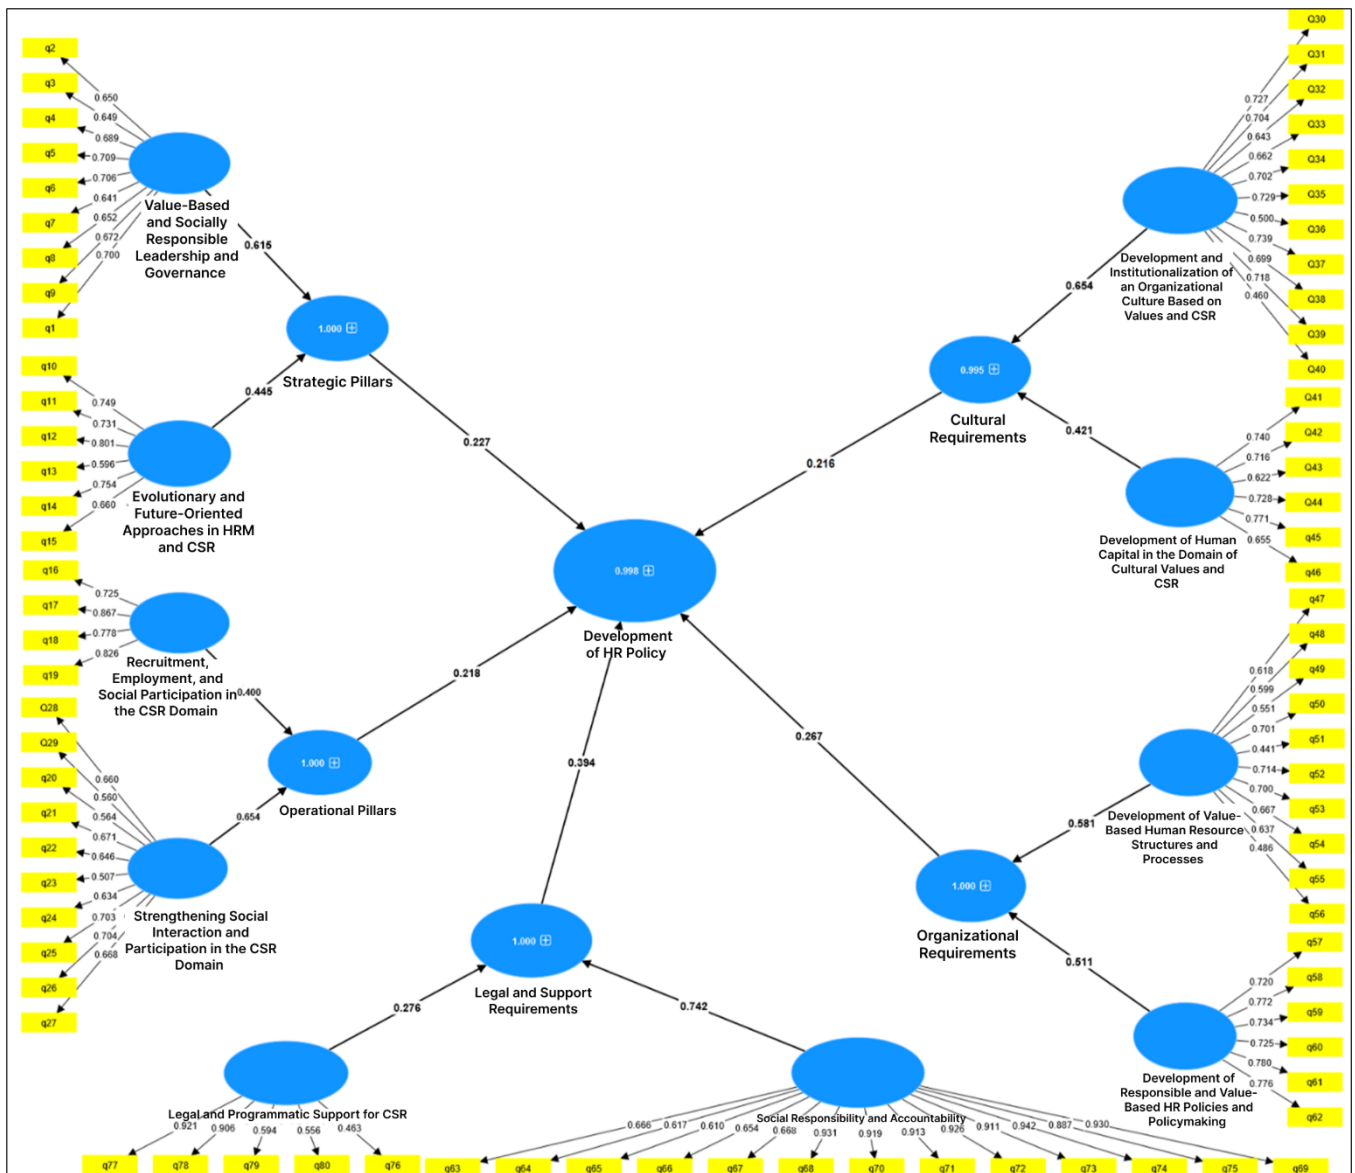 q2
q3
q4
q5
q6
q7
q8
q9
q1
0.650
0.649
0.689
0.709
0.706
0.641
0.652
0.672
0.700
Value-Based
and Socially
Responsible
Leadership and
Governance
0.615
1.000
Strategic Pillars
q10
q11
q12
q13
q14
q15
0.749
0.731
0.801
0.596
0.754
0.660
0.445
Evolutionary and
Future-Oriented
Approaches in HRM
and CSR
0.227
q16
q17
q18
q19
0.725
0.867
0.778
0.826
Recruitment,
Employment, and
Social Participation in
the CSR Domain
0.400
1.000
Operational Pillars
0.218
Q28
Q29
q20
q21
q22
q23
q24
q25
q26
q27
0.660
0.560
0.564
0.671
0.646
0.507
0.634
0.703
0.704
0.668
0.654
Strengthening Social
Interaction and
Participation in the CSR
Domain
0.998
Development
of HR Policy
0.394
1.000
Legal and Support
Requirements
0.276
0.742
Legal and Programmatic Support for CSR
0.921
0.906
0.594
0.556
0.463
q77
q78
q79
q80
q76
Social Responsibility and Accountability
0.666
0.617
0.610
0.654
0.668
0.931
0.919
0.913
0.926
0.911
0.942
0.887
0.930
q63
q64
q65
q66
q67
q68
q70
q71
q72
q73
q74
q75
q69
Q30
Q31
Q32
Q33
Q34
Q35
Q36
Q37
Q38
Q39
Q40
0.727
0.704
0.643
0.662
0.702
0.729
0.500
0.739
0.699
0.718
0.460
Development and
Institutionalization of
an Organizational
Culture Based on
Values and CSR
0.654
0.995
Cultural
Requirements
0.216
0.421
Q41
Q42
Q43
Q44
q45
q46
0.740
0.716
0.622
0.728
0.771
0.655
Development of Human
Capital in the Domain of
Cultural Values and
CSR
q47
q48
q49
q50
q51
q52
q53
q54
q55
q56
0.618
0.599
0.551
0.701
0.441
0.714
0.700
0.667
0.637
0.486
Development of Value-
Based Human Resource
Structures and
Processes
0.581
0.267
1.000
Organizational
Requirements
0.511
q57
q58
q59
q60
q61
q62
0.720
0.772
0.734
0.725
0.780
0.776
Development of
Responsible and Value-
Based HR Policies and
Policymaking